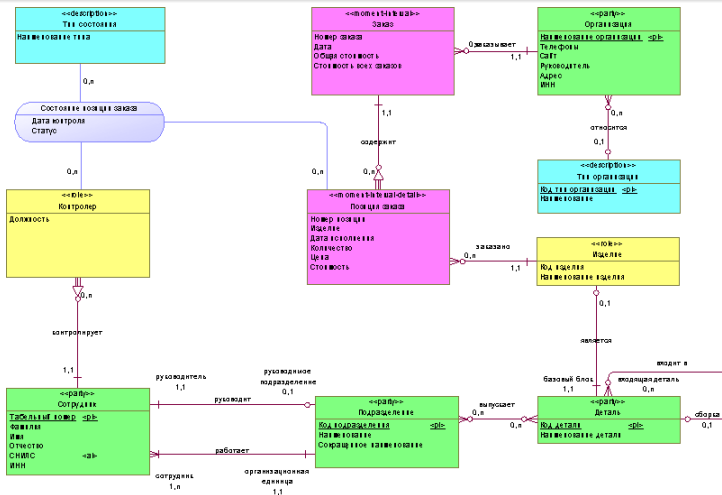 <<description>>
Тип состояния
Наименование типа
0,n
Состояние позиции заказа
Дата контроля
Статус
0,n
0,n
<<moment-interval>>
Заказ
Номер заказа
Дата
Общая стоимость
Стоимость всех заказов
0,n
заказывает
1,1
<<party>>
Организация
Наименование организации <pi>
Телефоны
Сайт
Руководитель
Адрес
ИНН
0,n
относится
0,1
<<description>>
Тип организации
Код тип организации <pi>
Наименование
1,1
содержит
0,n
<<role>>
Контролер
Должность
0,n
контролирует
1,1
<<moment-interval-detail>>
Позиция заказа
Номер позиции
Изделие
Дата исполнения
Количество
Цена
Стоимость
0,n
заказано
1,1
<<role>>
Изделие
Код изделия
Наименование изделия
0,1
является
базовый блок
1,1
входит в
входящая деталь
0,n
<<party>>
Сотрудник
Табельный номер <pi>
Фамилия
Имя
Отчество
СНИЛС <ai>
ИНН
руководитель
1,1
руководит
руководимое
подразделение
0,1
работает
сотрудник
1,n
организационная
единица
1,1
<<party>>
Подразделение
Код подразделения <pi>
Наименование
Сокращенное наименование
выпускает
0,n
0,n
<<party>>
Деталь
Код детали <pi>
Наименование детали
сборка
0,1